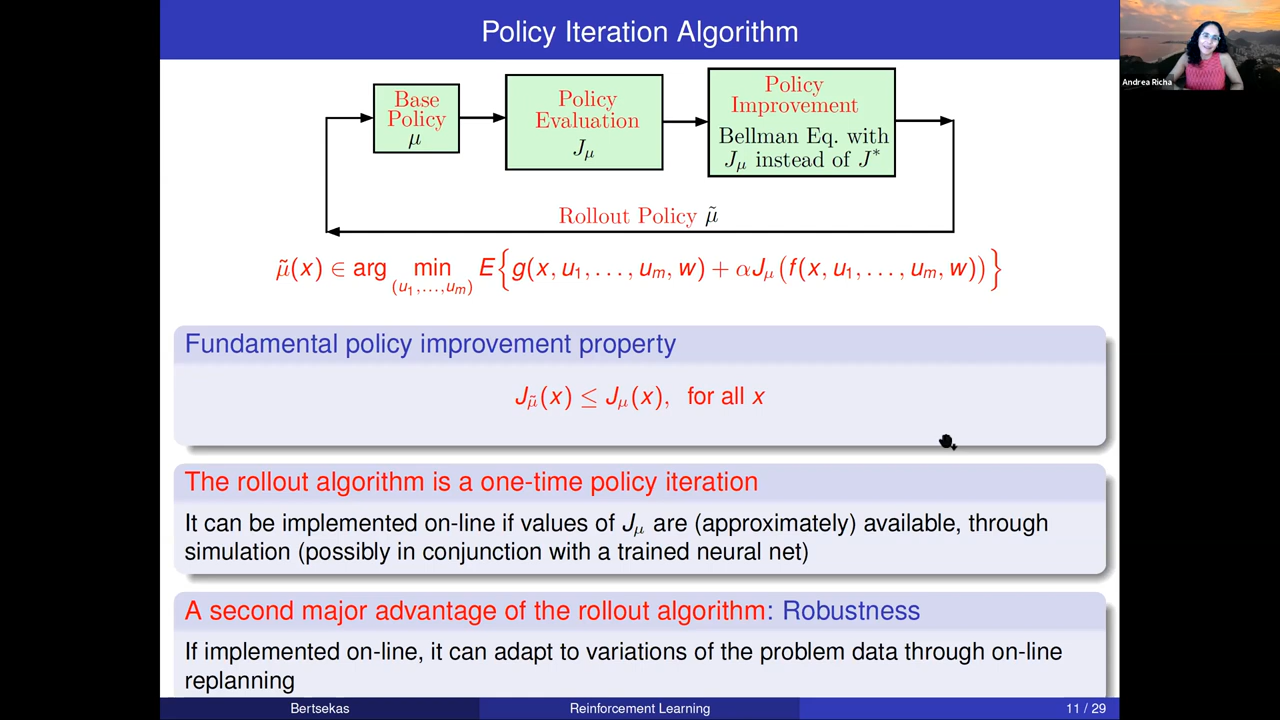 Policy Iteration Algorithm
Andrea Richa
Base
Policy
μ
Policy
Evaluation
J_μ
Policy
Improvement
Bellman Eq. with
J_μ instead of J*
Rollout Policy μ̃
μ̃(x) ∈ arg min_(u₁,...,u_m) E{g(x, u₁, . . . , u_m, w) + αJ_μ(f(x, u₁, . . . , u_m, w))}
Fundamental policy improvement property
J_μ̃(x) ≤ J_μ(x), for all x
The rollout algorithm is a one-time policy iteration
It can be implemented on-line if values of J_μ are (approximately) available, through
simulation (possibly in conjunction with a trained neural net)
A second major advantage of the rollout algorithm: Robustness
If implemented on-line, it can adapt to variations of the problem data through on-line
replanning
Bertsekas Reinforcement Learning 11 / 29